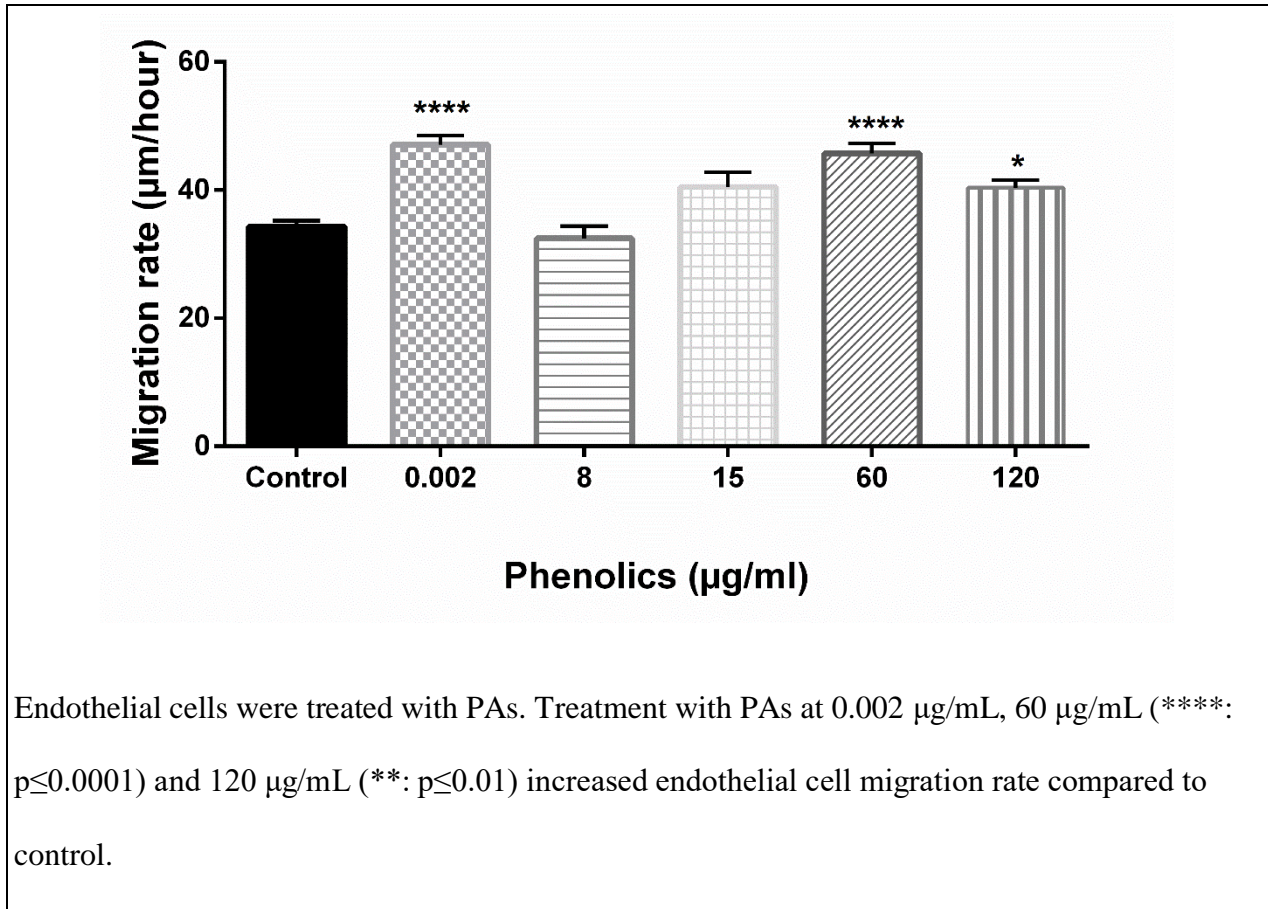 60
****
****
*
40
20
0
Migration rate (µm/hour)
Control 0.002 8 15 60 120
Phenolics (µg/ml)
Endothelial cells were treated with PAs. Treatment with PAs at 0.002 µg/mL, 60 µg/mL (****:
p≤0.0001) and 120 µg/mL (**: p≤0.01) increased endothelial cell migration rate compared to
control.